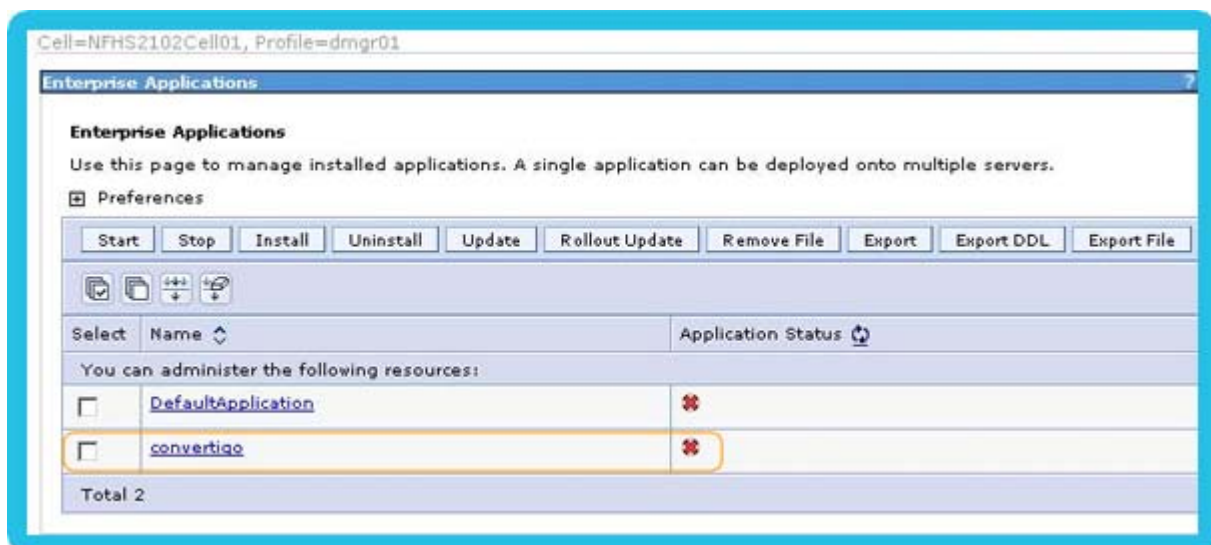 Cell=NFHS2102Cell01, Profile=dmgr01
Enterprise Applications ?
Enterprise Applications
Use this page to manage installed applications. A single application can be deployed onto multiple servers.
Preferences
Start Stop Install Uninstall Update Rollout Update Remove File Export Export DDL Export File
Select Name Application Status
You can administer the following resources:
DefaultApplication
convertigo
Total 2